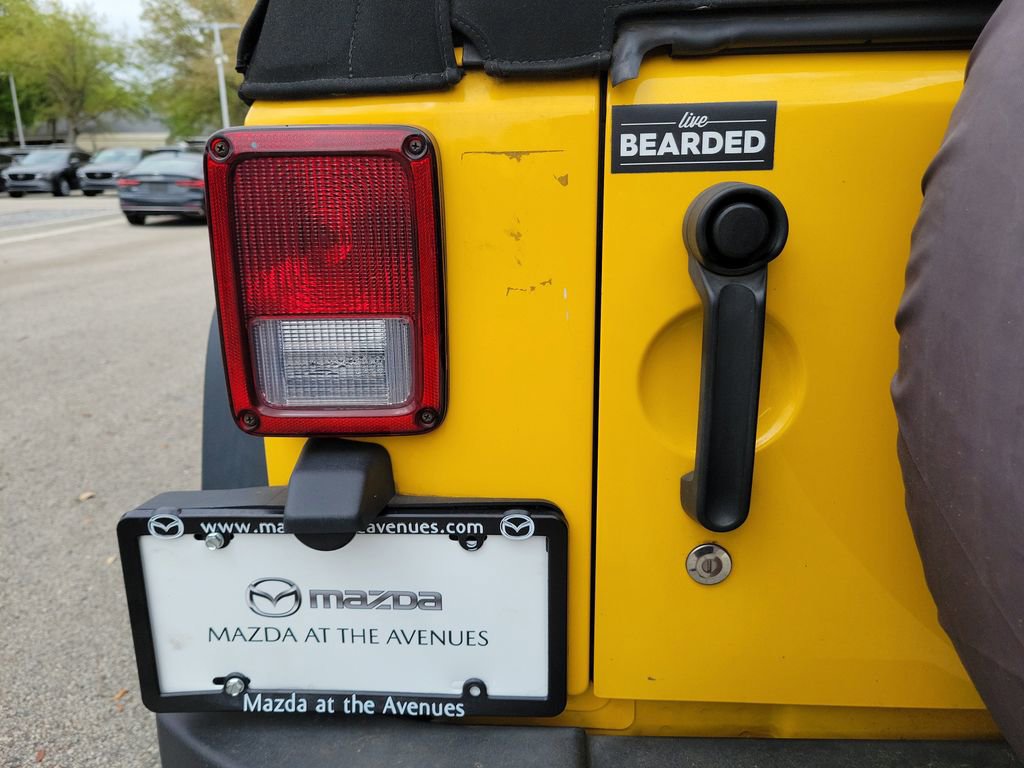 live
BEARDED
www.ma avenues.com
mazda
MAZDA AT THE AVENUES
Mazda at the Avenues